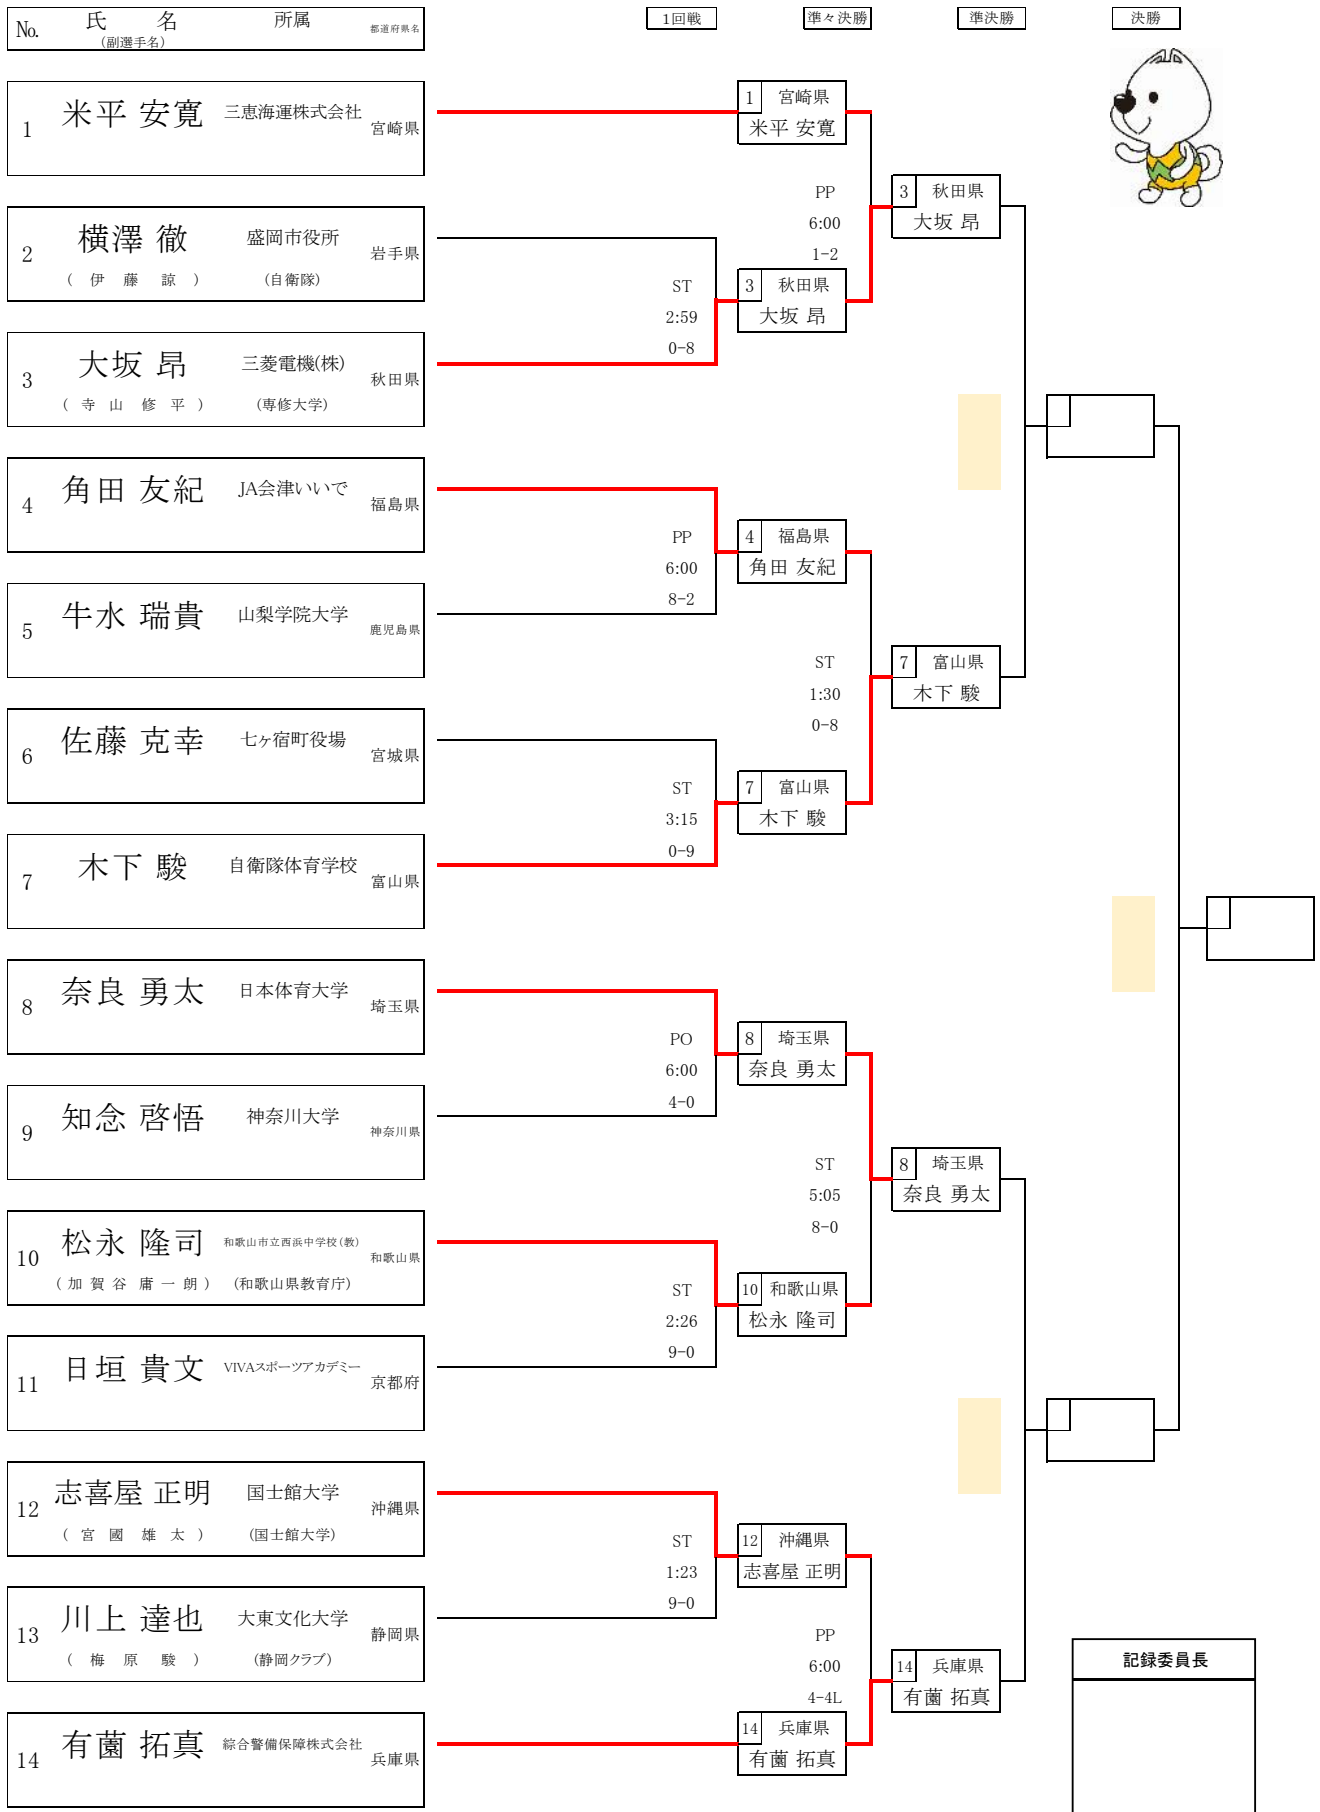 No. 氏 名 所属 都道府県名
(副選手名)
1回戦 準々決勝 準決勝 決勝
1 米平 安寛 三恵海運株式会社 宮崎県
2 横澤 徹 盛岡市役所 岩手県
( 伊 藤 諒 ) (自衛隊)
3 大坂 昂 三菱電機(株) 秋田県
( 寺 山 修 平 ) (専修大学)
4 角田 友紀 JA会津いいで 福島県
5 牛水 瑞貴 山梨学院大学 鹿児島県
6 佐藤 克幸 七ヶ宿町役場 宮城県
7 木下 駿 自衛隊体育学校 富山県
8 奈良 勇太 日本体育大学 埼玉県
9 知念 啓悟 神奈川大学 神奈川県
10 松永 隆司 和歌山市立西浜中学校(教) 和歌山県
( 加 賀 谷 庸 一 朗 ) (和歌山県教育庁)
11 日垣 貴文 VIVAスポーツアカデミー 京都府
12 志喜屋 正明 国士館大学 沖縄県
( 宮 國 雄 太 ) (国士館大学)
13 川上 達也 大東文化大学 静岡県
( 梅 原 駿 ) (静岡クラブ)
14 有薗 拓真 綜合警備保障株式会社 兵庫県
ST
2:59
0-8
PP
6:00
8-2
ST
3:15
0-9
PO
6:00
4-0
ST
2:26
9-0
ST
1:23
9-0
1 宮崎県
米平 安寛
3 秋田県
大坂 昂
4 福島県
角田 友紀
7 富山県
木下 駿
8 埼玉県
奈良 勇太
10 和歌山県
松永 隆司
12 沖縄県
志喜屋 正明
14 兵庫県
有薗 拓真
PP
6:00
1-2
ST
1:30
0-8
ST
5:05
8-0
PP
6:00
4-4L
3 秋田県
大坂 昂
7 富山県
木下 駿
8 埼玉県
奈良 勇太
14 兵庫県
有薗 拓真
記録委員長